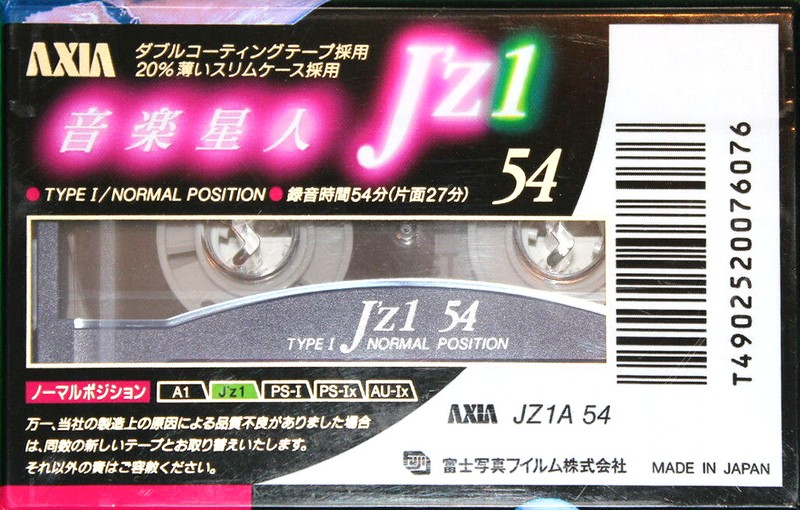 AXIA
ダブルコーティングテープ採用
20%薄いスリムケース採用
J'z1
音楽星人
54
● TYPE I/NORMAL POSITION ● 録音時間54分(片面27分)
J'z1 54
TYPE I NORMAL POSITION
ノーマルポジション A1 J'z1 PS-I PS-Ix AU-Ix
万一、当社の製造上の原因による品質不良がありました場合
は、同数の新しいテープとお取り替えいたします。
それ以外の責はご容赦ください。
AXIA JZ1A 54
富士写真フイルム株式会社 MADE IN JAPAN
T4902520076076